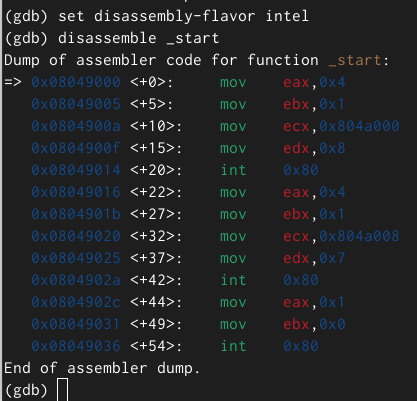 (gdb) set disassembly-flavor intel
(gdb) disassemble _start
Dump of assembler code for function _start:
=> 0x08049000 <+0>:     mov    eax,0x4
   0x08049005 <+5>:     mov    ebx,0x1
   0x0804900a <+10>:    mov    ecx,0x804a000
   0x0804900f <+15>:    mov    edx,0x8
   0x08049014 <+20>:    int    0x80
   0x08049016 <+22>:    mov    eax,0x4
   0x0804901b <+27>:    mov    ebx,0x1
   0x08049020 <+32>:    mov    ecx,0x804a008
   0x08049025 <+37>:    mov    edx,0x7
   0x0804902a <+42>:    int    0x80
   0x0804902c <+44>:    mov    eax,0x1
   0x08049031 <+49>:    mov    ebx,0x0
   0x08049036 <+54>:    int    0x80
End of assembler dump.
(gdb)